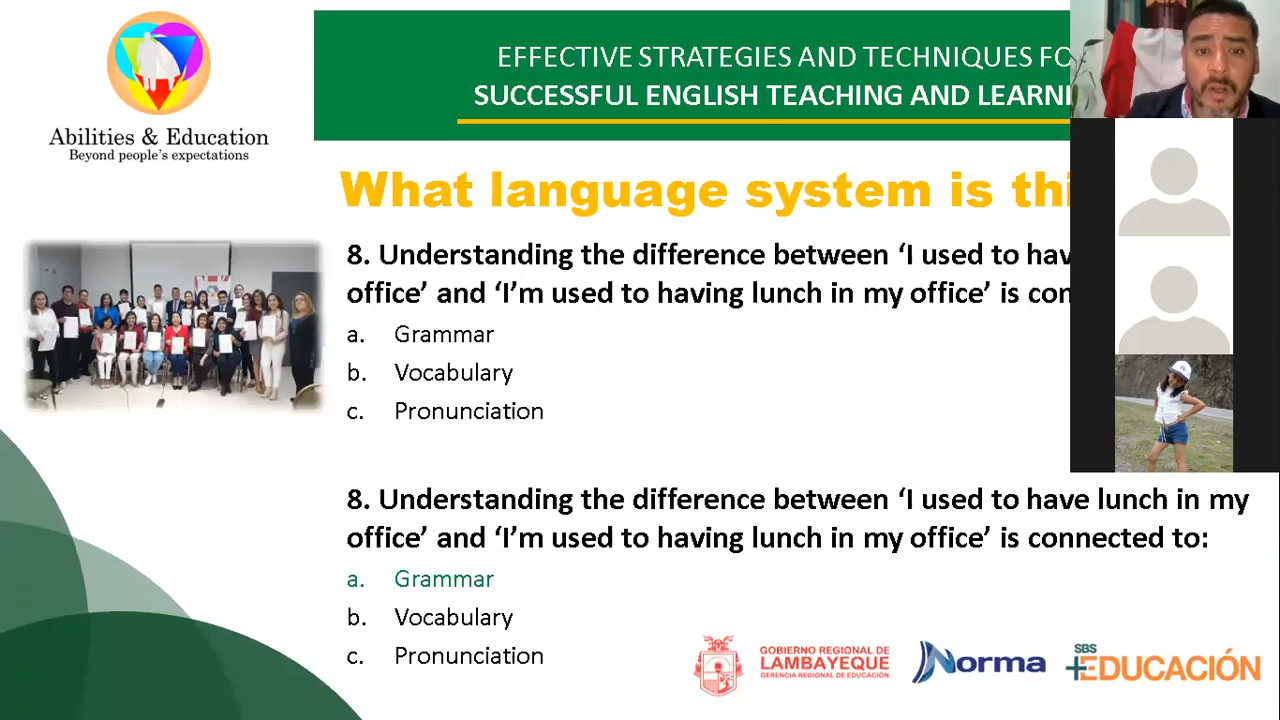 Abilities & Education
Beyond people's expectations
EFFECTIVE STRATEGIES AND TECHNIQUES FO
SUCCESSFUL ENGLISH TEACHING AND LEARNI
What language system is thi
8. Understanding the difference between ‘I used to hav
office’ and ‘I’m used to having lunch in my office’ is con
a. Grammar
b. Vocabulary
c. Pronunciation
8. Understanding the difference between ‘I used to have lunch in my
office’ and ‘I’m used to having lunch in my office’ is connected to:
a. Grammar
b. Vocabulary
c. Pronunciation
GOBIERNO REGIONAL DE
LAMBAYEQUE
GERENCIA REGIONAL DE EDUCACIÓN
Norma
SBS
EDUCACIÓN